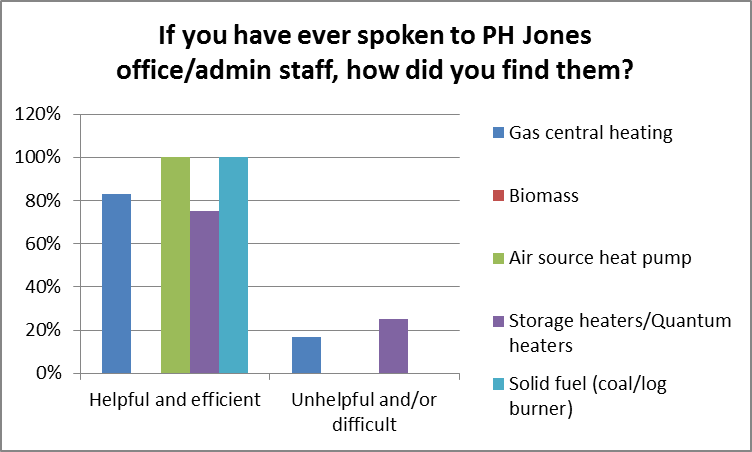 If you have ever spoken to PH Jones
office/admin staff, how did you find them?
120%
100%
80%
60%
40%
20%
0%
Helpful and efficient
Unhelpful and/or
difficult
Gas central heating
Biomass
Air source heat pump
Storage heaters/Quantum
heaters
Solid fuel (coal/log
burner)